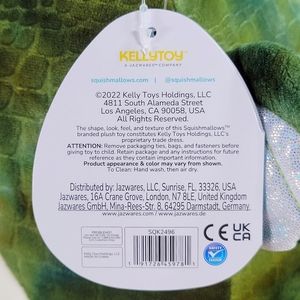 KELLYTOY
A JAZWARES COMPANY
squishmallows.com
©2022 Kelly Toys Holdings, LLC
4811 South Alameda Street
Los Angeles, CA 90058, USA
All Rights Reserved.
The shape, look, feel, and texture of this Squishmallows™
branded plush toy constitutes Kelly Toys Holdings, LLC's
proprietary trade dress.
ATTENTION: Remove packaging ties, bags, and fasteners before
giving toy to child. Retain package and any instructions for future
reference as they contain important information.
Product appearance & color may vary from shown.
To Clean: Hand wash, then air dry.
Distributed by: Jazwares, LLC, Sunrise, FL, 33326, USA
Jazwares, 16A Crane Grove, London, N7 8LE, United Kingdom
Jazwares GmbH, Mina-Rees-Str. 8, 64295 Darmstadt, Germany.
www.jazwares.com
SQK2496
CE
UK
CA